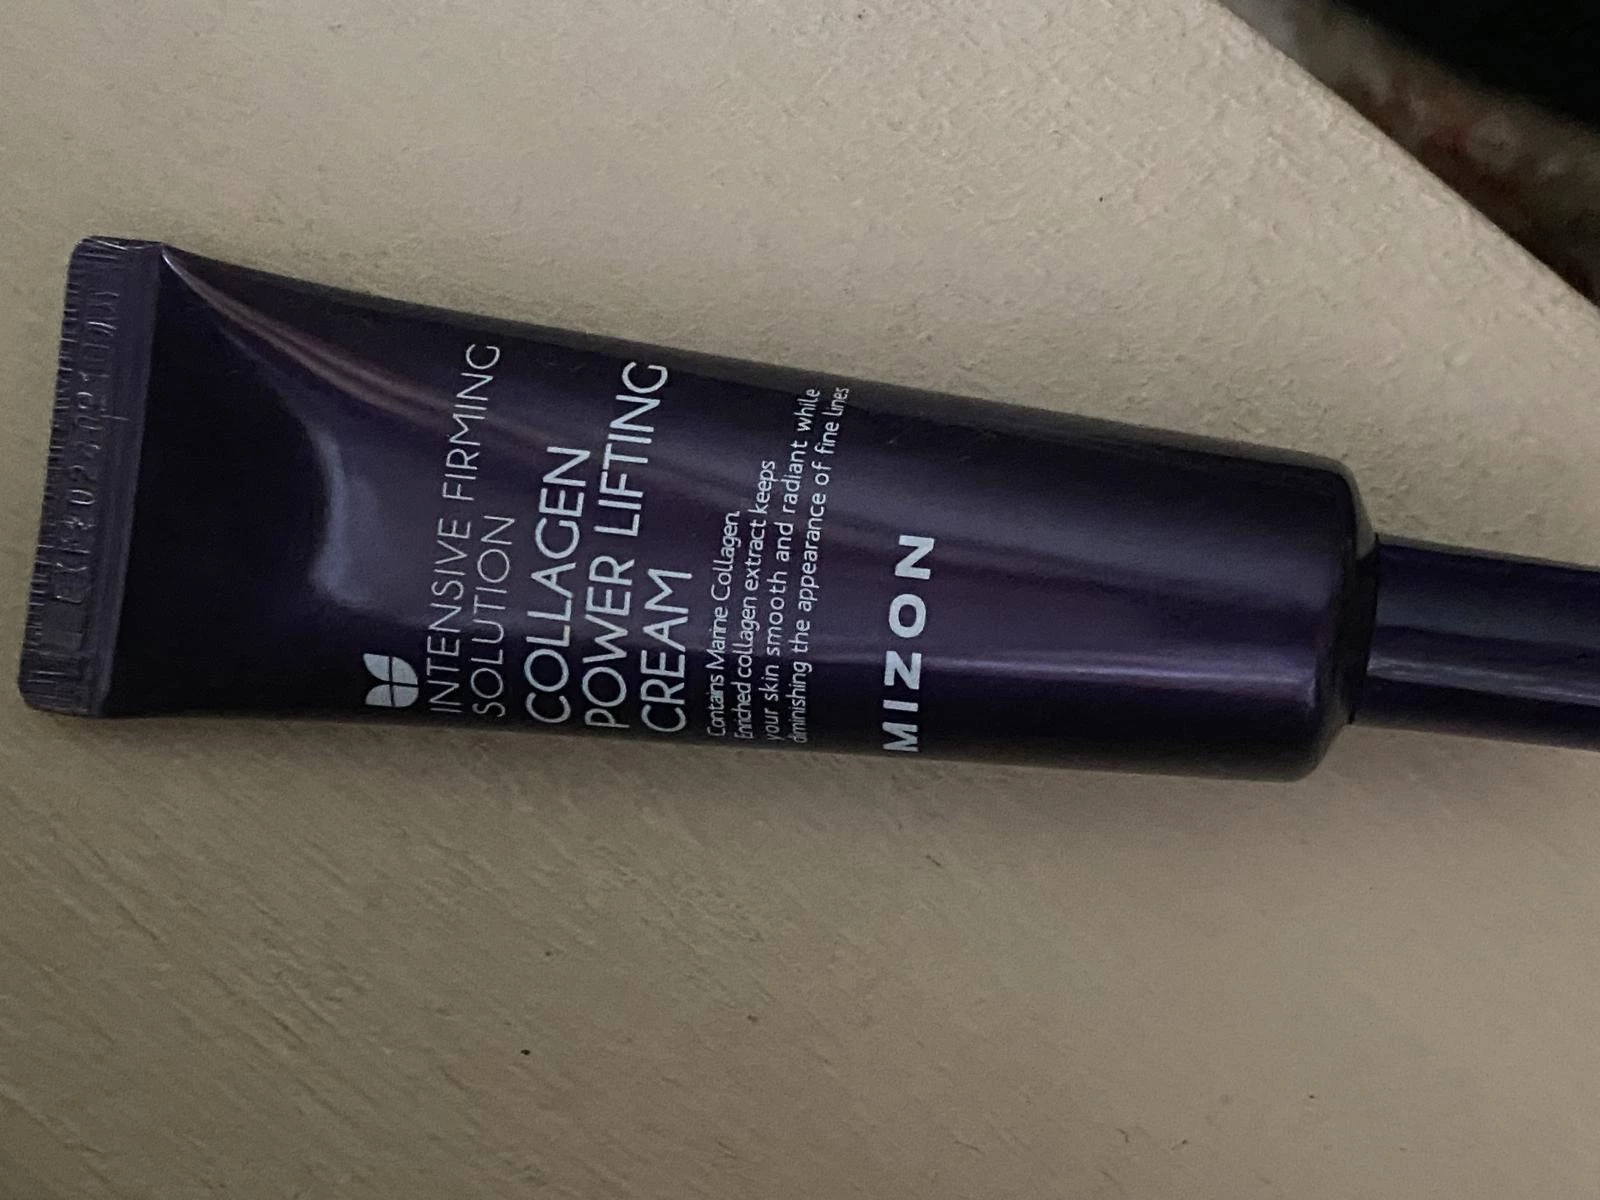 INTENSIVE FIRMING
SOLUTION
COLLAGEN
POWER LIFTING
CREAM
Contains Marine Collagen.
Enriched collagen extract keeps
your skin smooth and radiant while
diminishing the appearance of fine lines
MIZON